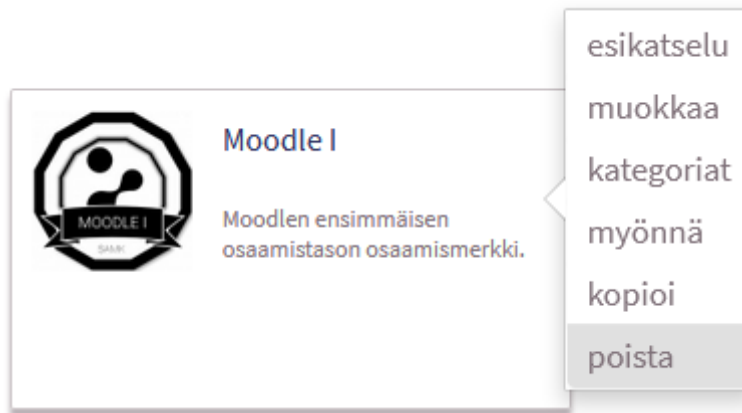 Moodle I
Moodlen ensimmäisen
osaamistason osaamismerkki.
MOODLE I
SAMK
esikatselu
muokkaa
kategoriat
myönnä
kopioi
poista